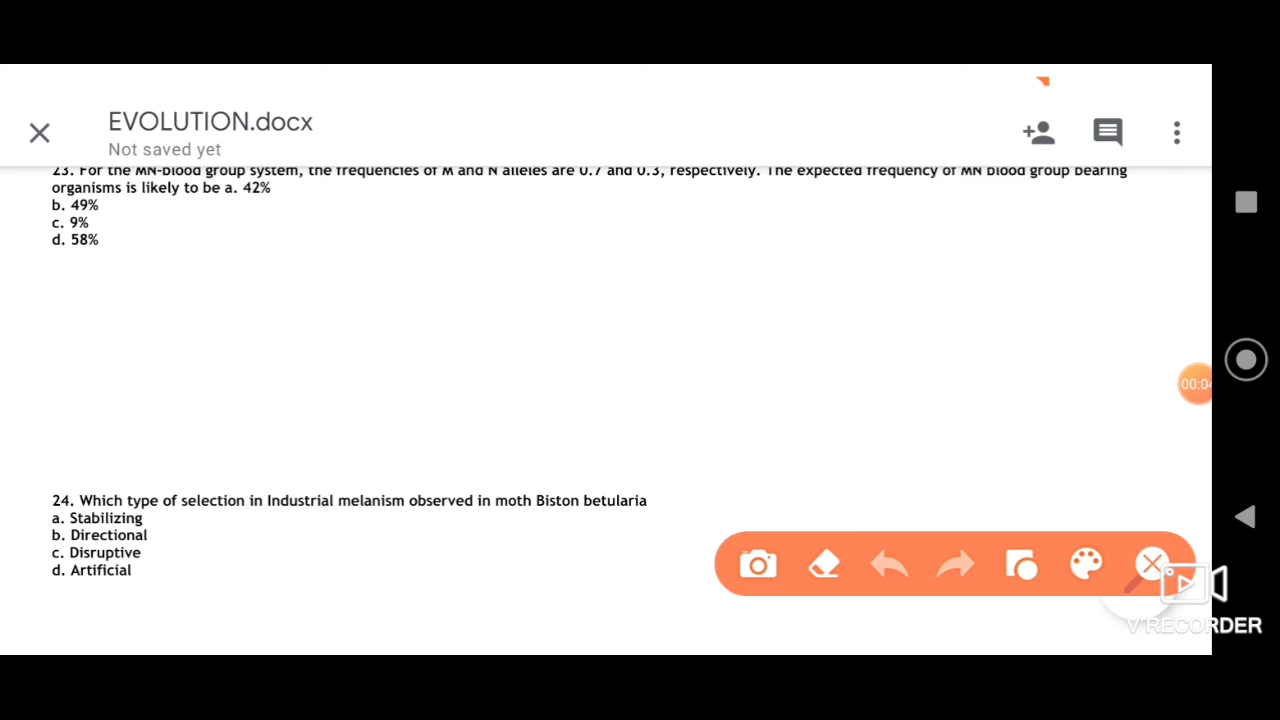 EVOLUTION.docx
Not saved yet
23. For the MN-blood group system, the frequencies of M and N alleles are 0.7 and 0.3, respectively. The expected frequency of MN blood group bearing
organisms is likely to be a. 42%
b. 49%
c. 9%
d. 58%
00:04
24. Which type of selection in Industrial melanism observed in moth Biston betularia
a. Stabilizing
b. Directional
c. Disruptive
d. Artificial
V RECORDER